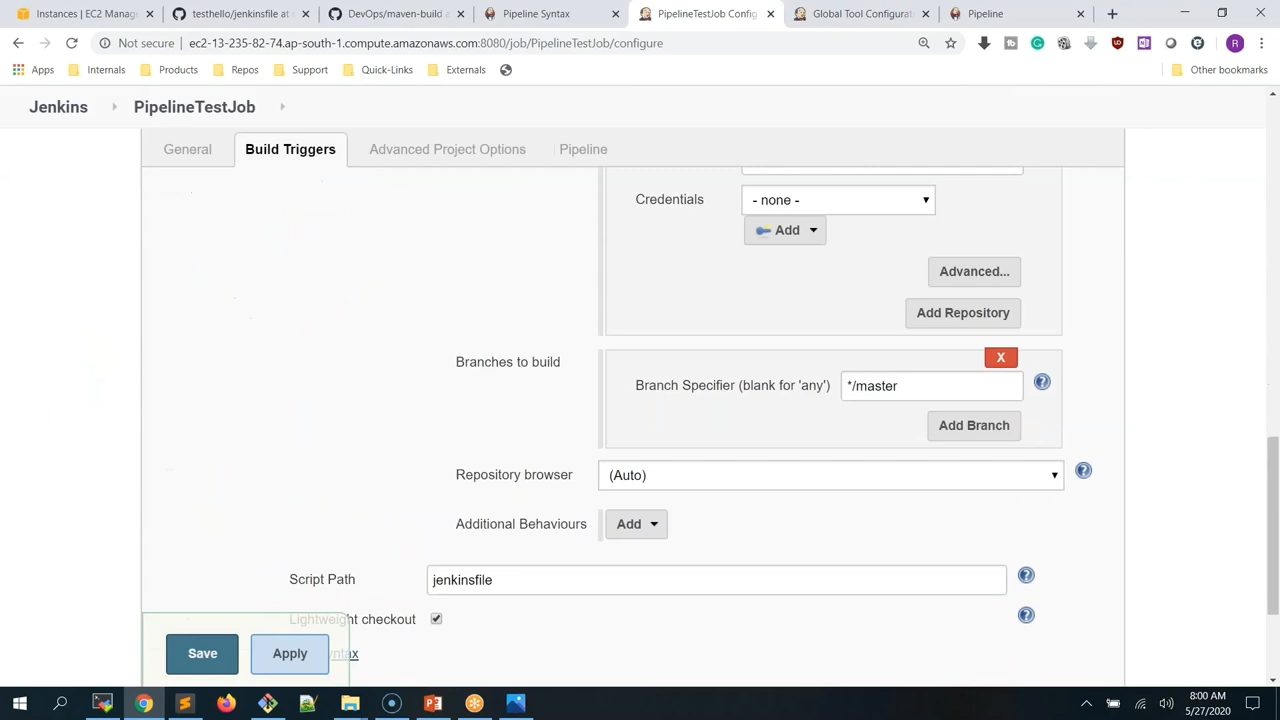 Instances | EC2 Manag
testhello/jenkinsfile at
DevOps/maven-build a
Pipeline Syntax
PipelineTestJob Config
Global Tool Configurat
Pipeline
Not secure
ec2-13-235-82-74.ap-south-1.compute.amazonaws.com:8080/job/PipelineTestJob/configure
R
Apps
Internals
Products
Repos
Support
Quick-Links
Externals
Other bookmarks
Jenkins
PipelineTestJob
General
Build Triggers
Advanced Project Options
Pipeline
Credentials
- none -
Add
Advanced...
Add Repository
Branches to build
X
Branch Specifier (blank for 'any')
*/master
Add Branch
Repository browser
(Auto)
Additional Behaviours
Add
Script Path
jenkinsfile
Lightweight checkout
Save
Apply
ntax
8:00 AM
5/27/2020